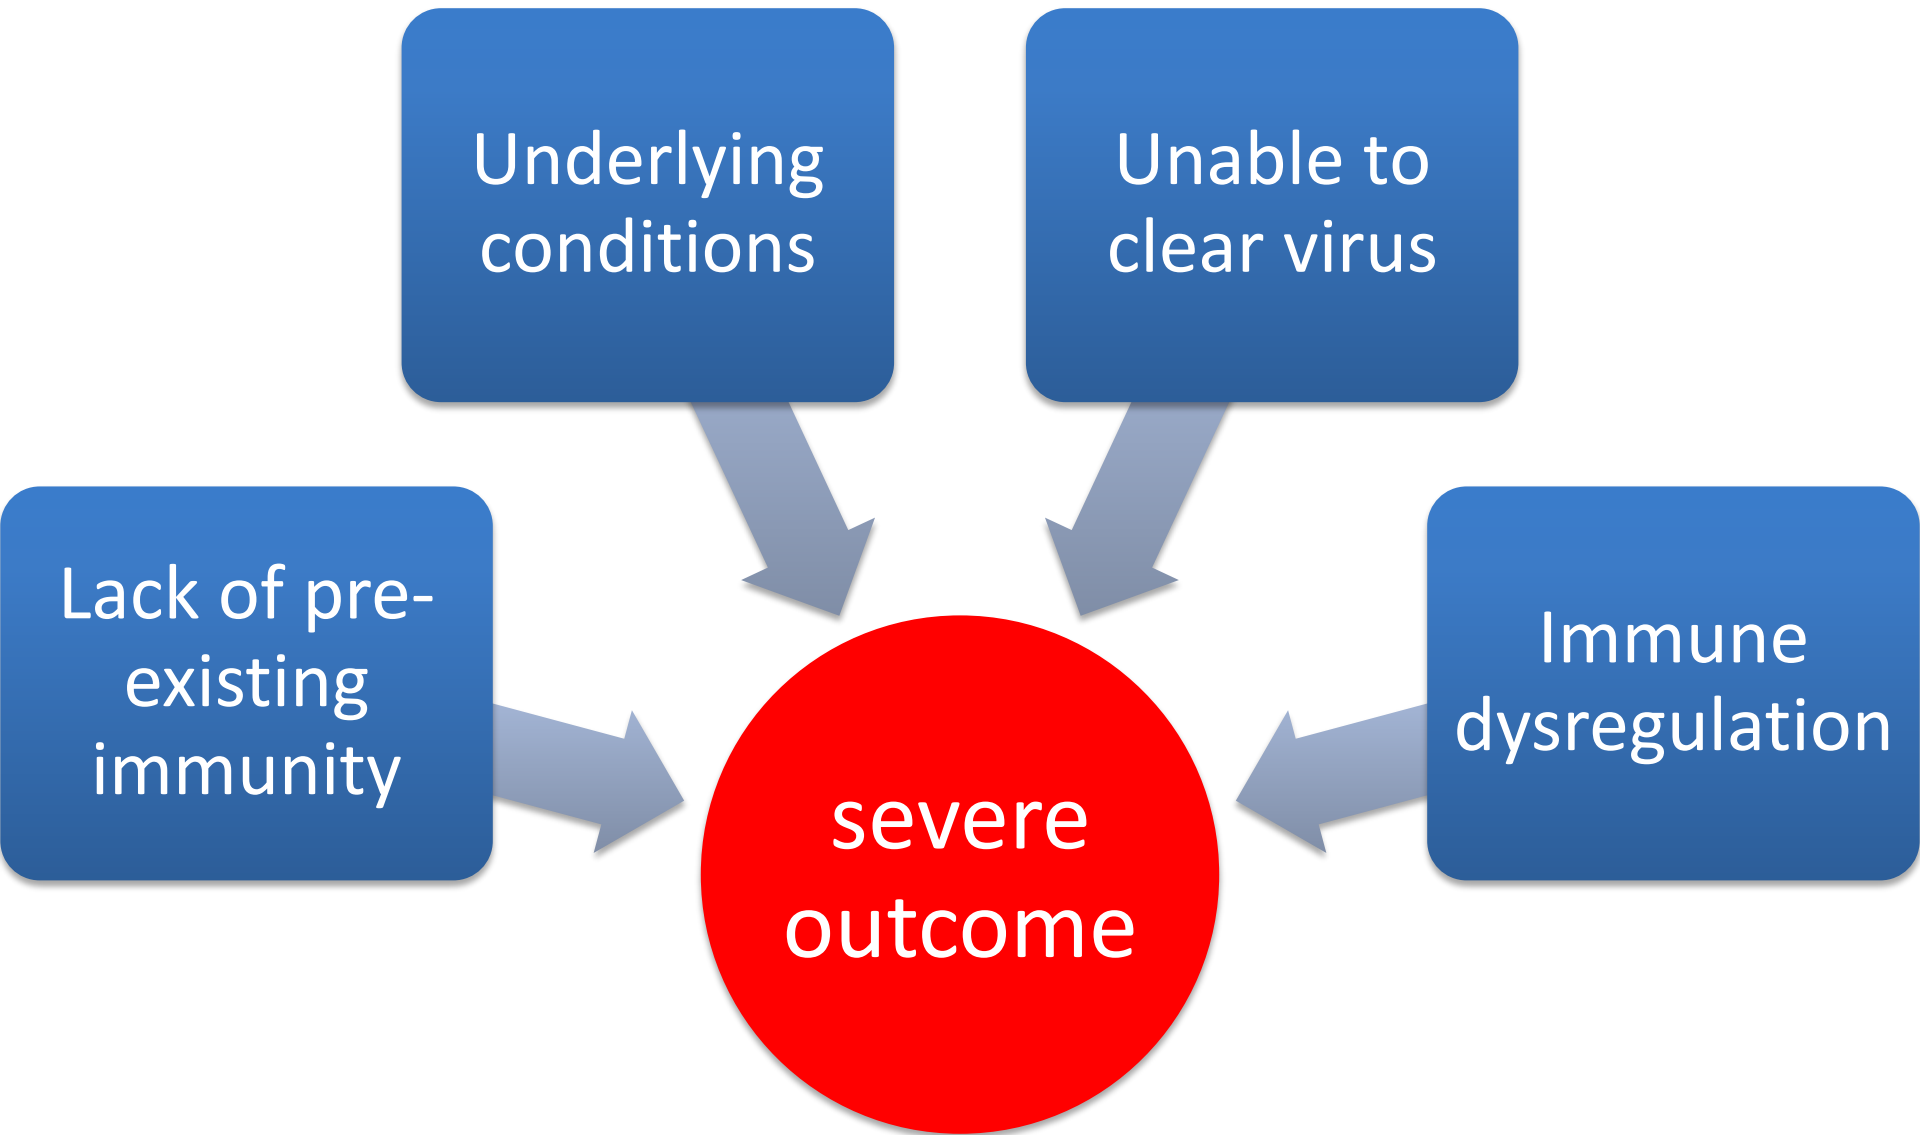 Underlying
conditions
Unable to
clear virus
Lack of pre-
existing
immunity
Immune
dysregulation
severe
outcome